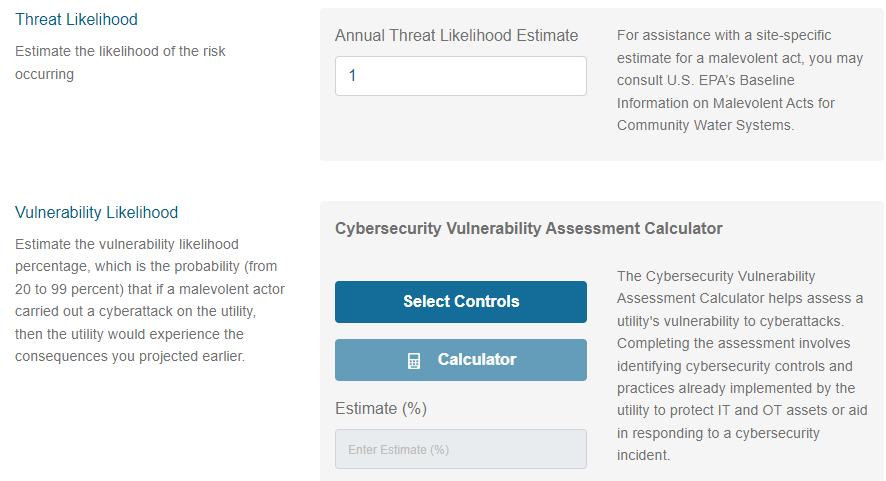 Threat Likelihood
Estimate the likelihood of the risk
occurring
Annual Threat Likelihood Estimate
1
For assistance with a site-specific
estimate for a malevolent act, you may
consult U.S. EPA's Baseline
Information on Malevolent Acts for
Community Water Systems.
Vulnerability Likelihood
Estimate the vulnerability likelihood
percentage, which is the probability (from
20 to 99 percent) that if a malevolent actor
carried out a cyberattack on the utility,
then the utility would experience the
consequences you projected earlier.
Cybersecurity Vulnerability Assessment Calculator
Select Controls
Calculator
Estimate (%)
Enter Estimate (%)
The Cybersecurity Vulnerability
Assessment Calculator helps assess a
utility's vulnerability to cyberattacks.
Completing the assessment involves
identifying cybersecurity controls and
practices already implemented by the
utility to protect IT and OT assets or aid
in responding to a cybersecurity
incident.